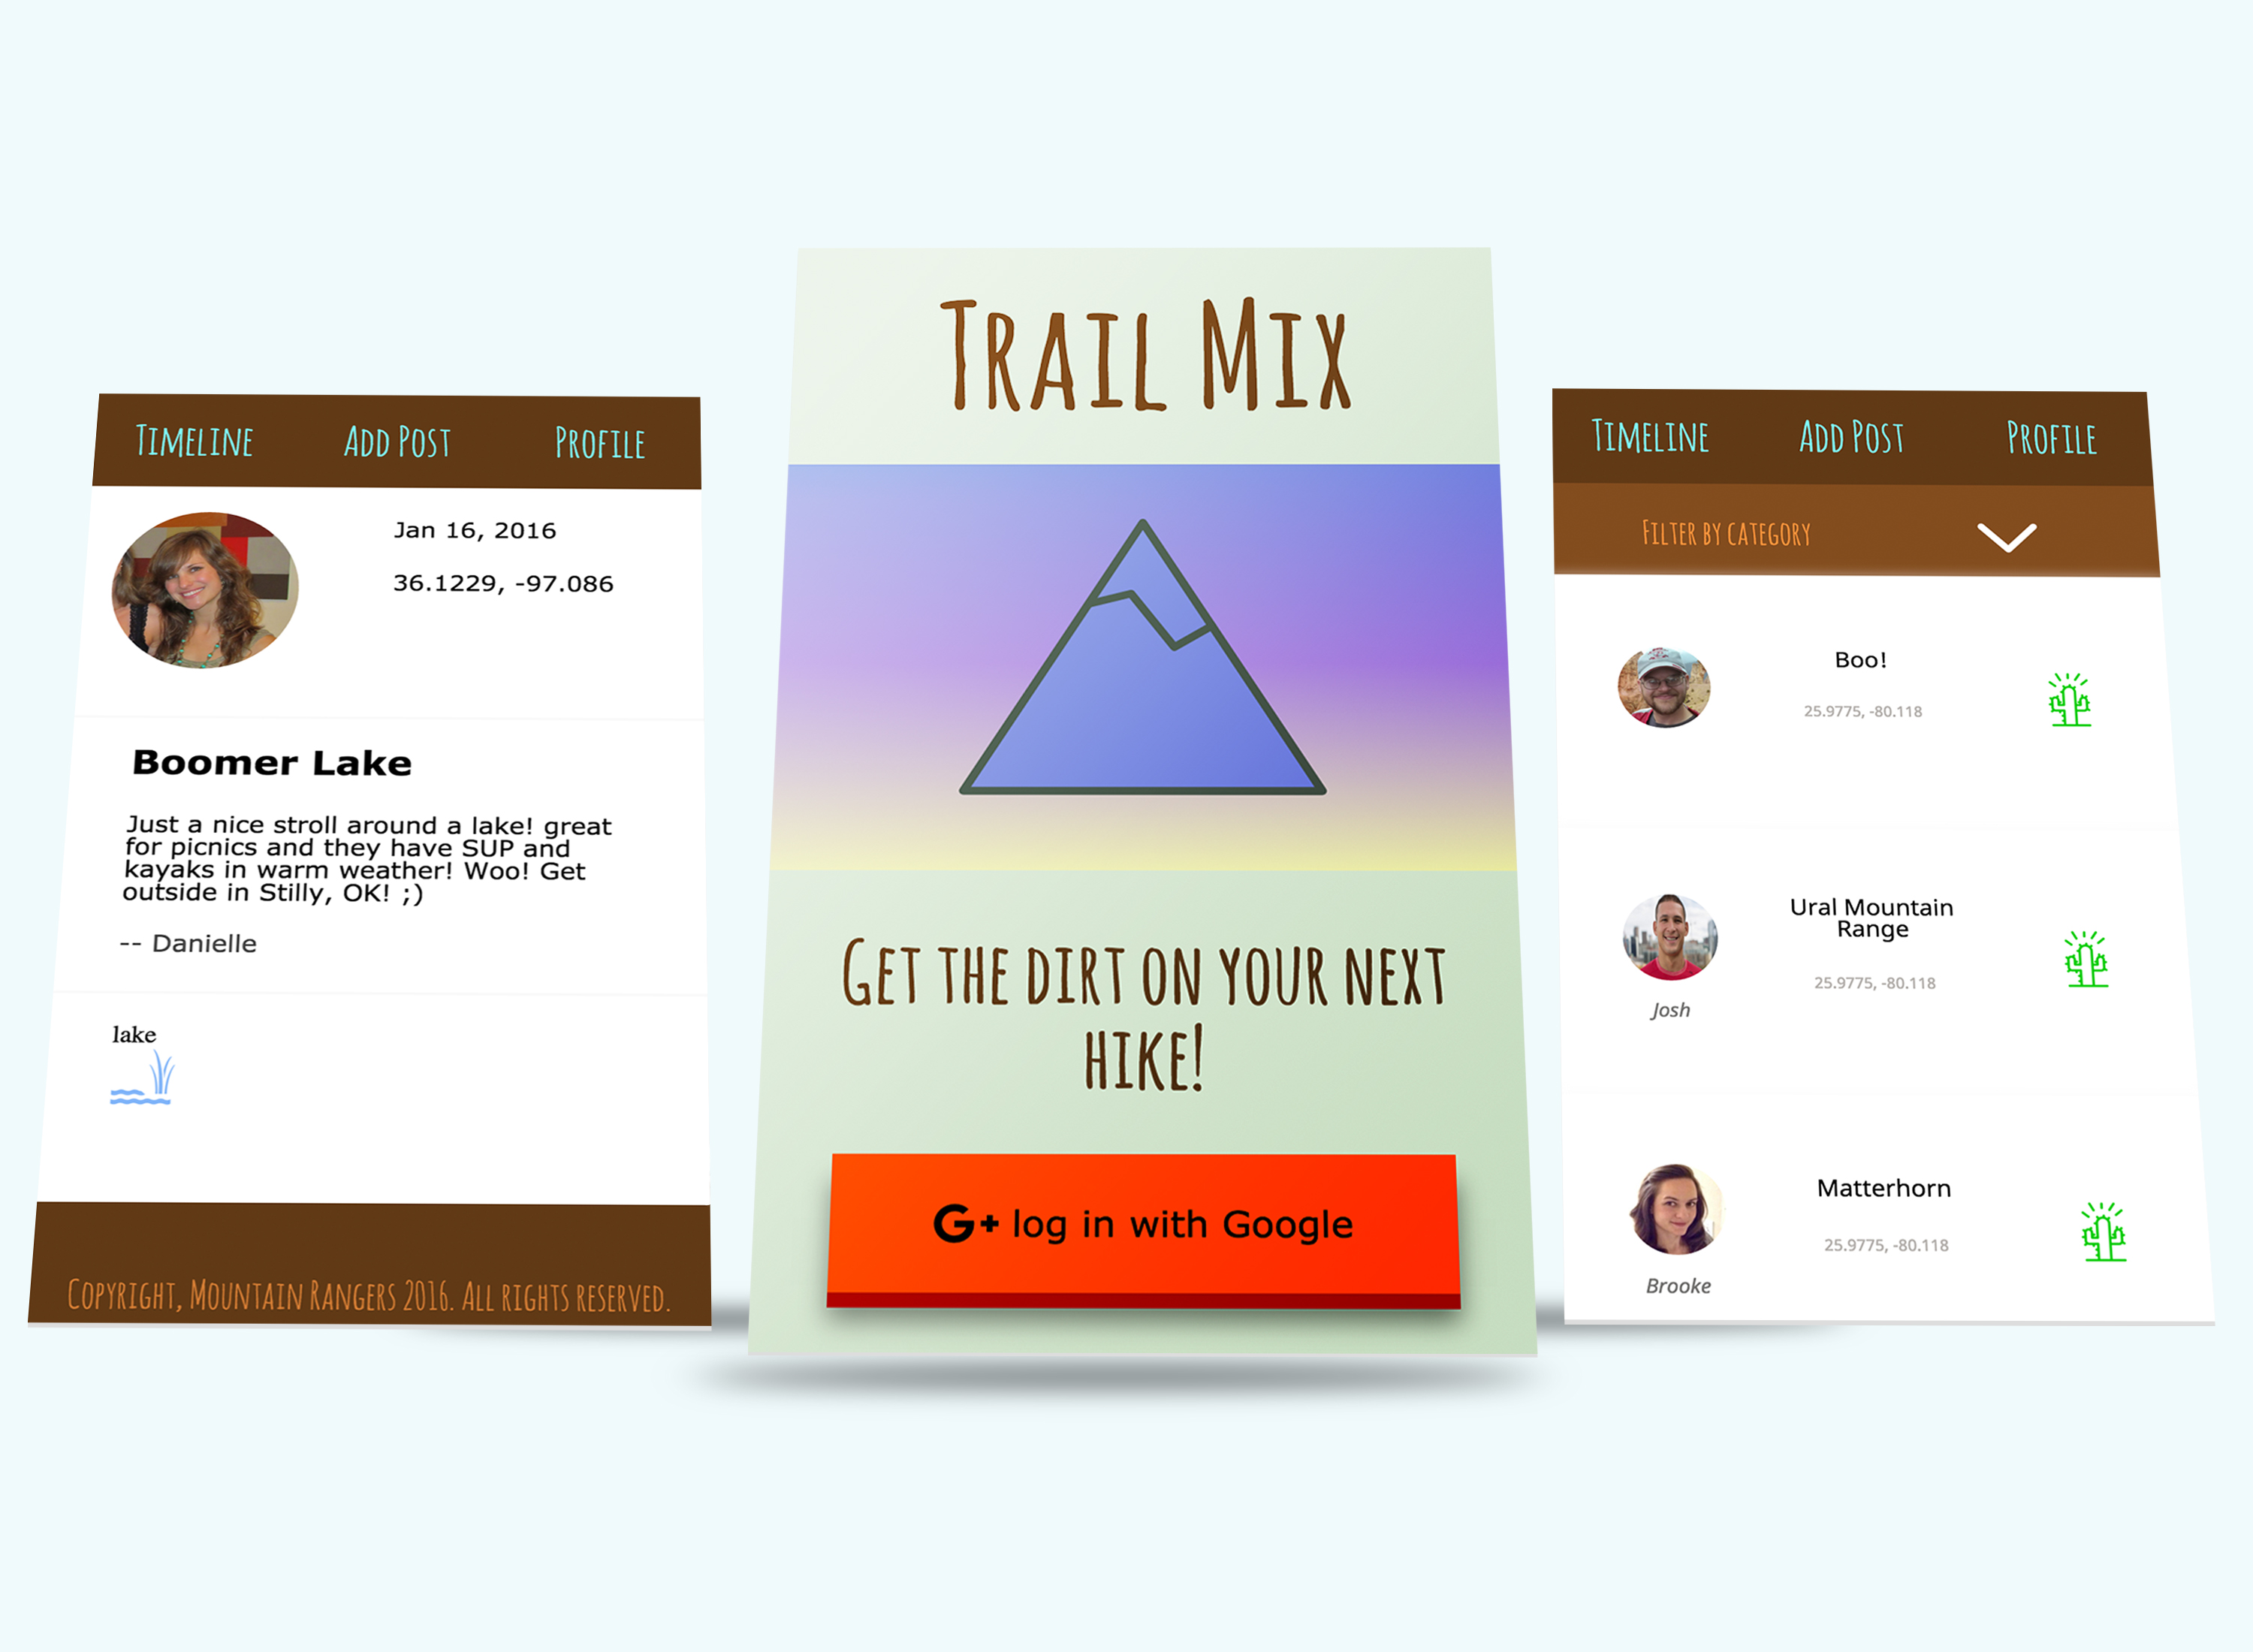 Timeline Add Post Profile
Jan 16, 2016
36.1229, -97.086
Boomer Lake
Just a nice stroll around a lake! great
for picnics and they have SUP and
kayaks in warm weather! Woo! Get
outside in Stilly, OK! ;)
-- Danielle
lake
Copyright, Mountain Rangers 2016. All rights reserved.
Trail Mix
Get the dirt on your next
hike!
G+ log in with Google
Timeline Add Post Profile
Filter by category
Boo!
25.9775, -80.118
Ural Mountain
Range
25.9775, -80.118
Josh
Matterhorn
25.9775, -80.118
Brooke